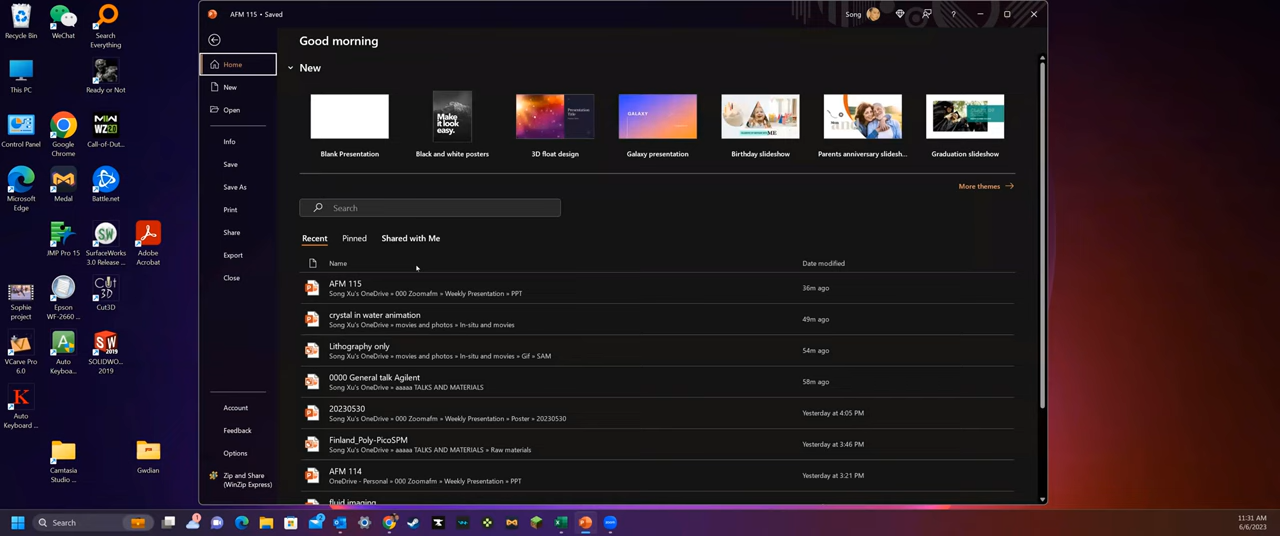 Recycle Bin
WeChat
Search
Everything
This PC
Ready or Not
Control Panel
Google
Chrome
Call-of-Dut...
Microsoft
Edge
Medal
Battle.net
JMP Pro 15
SurfaceWorks
3.0 Release ...
Adobe
Acrobat
Sophie
project
Epson
WF-2660 ...
Cut3D
VCarve Pro
6.0
Auto
Keyboa...
SOLIDWO...
2019
Auto
Keyboard ...
Camtasia
Studio ...
Gwdian
AFM 115 • Saved
Song
Home
New
Open
Info
Save
Save As
Print
Share
Export
Close
Account
Feedback
Options
Zip and Share
(WinZip Express)
Good morning
New
Make
it look
easy.
Presentation
Title
GALAXY
Blank Presentation
Black and white posters
3D float design
Galaxy presentation
Birthday slideshow
Parents anniversary slidesh...
Graduation slideshow
More themes
Search
Recent
Pinned
Shared with Me
Name
Date modified
AFM 115
Song Xu's OneDrive » 000 Zoomafm » Weekly Presentation » PPT
36m ago
crystal in water animation
Song Xu's OneDrive » movies and photos » In-situ and movies
49m ago
Lithography only
Song Xu's OneDrive » movies and photos » In-situ and movies » Gif » SAM
54m ago
0000 General talk Agilent
Song Xu's OneDrive » aaaaa TALKS AND MATERIALS
58m ago
20230530
Song Xu's OneDrive » 000 Zoomafm » Weekly Presentation » Poster » 20230530
Yesterday at 4:05 PM
Finland_Poly-PicoSPM
Song Xu's OneDrive » aaaaa TALKS AND MATERIALS » Raw materials
Yesterday at 3:46 PM
AFM 114
OneDrive - Personal » 000 Zoomafm » Weekly Presentation » PPT
Yesterday at 3:21 PM
fluid imaging
Search
11:31 AM
6/6/2023